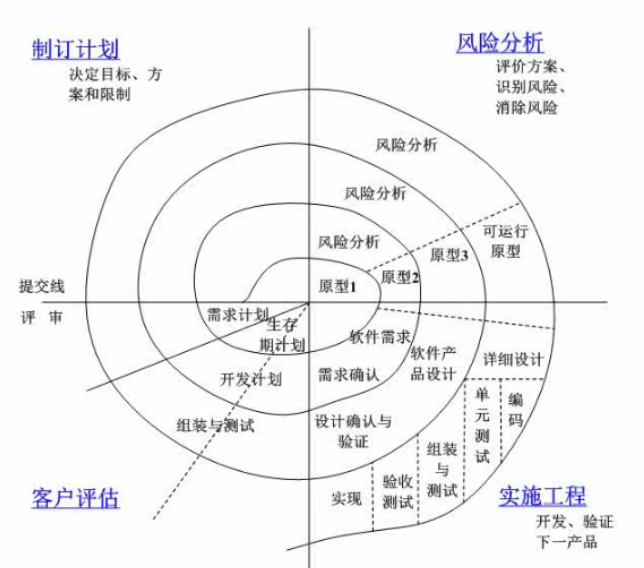 制订计划
决定目标、方
案和限制
风险分析
评价方案、
识别风险、
消除风险
风险分析
风险分析
风险分析
可运行
原型
原型3
原型2
原型1
提交线
评 审
需求计划
生存
期计划
软件需求
软件产
品设计
详细设计
开发计划
需求确认
组装与测试
设计确认与
验证
单
元
测
试
编
码
组装
与
测试
验收
测试
实现
客户评估
实施工程
开发、验证
下一产品